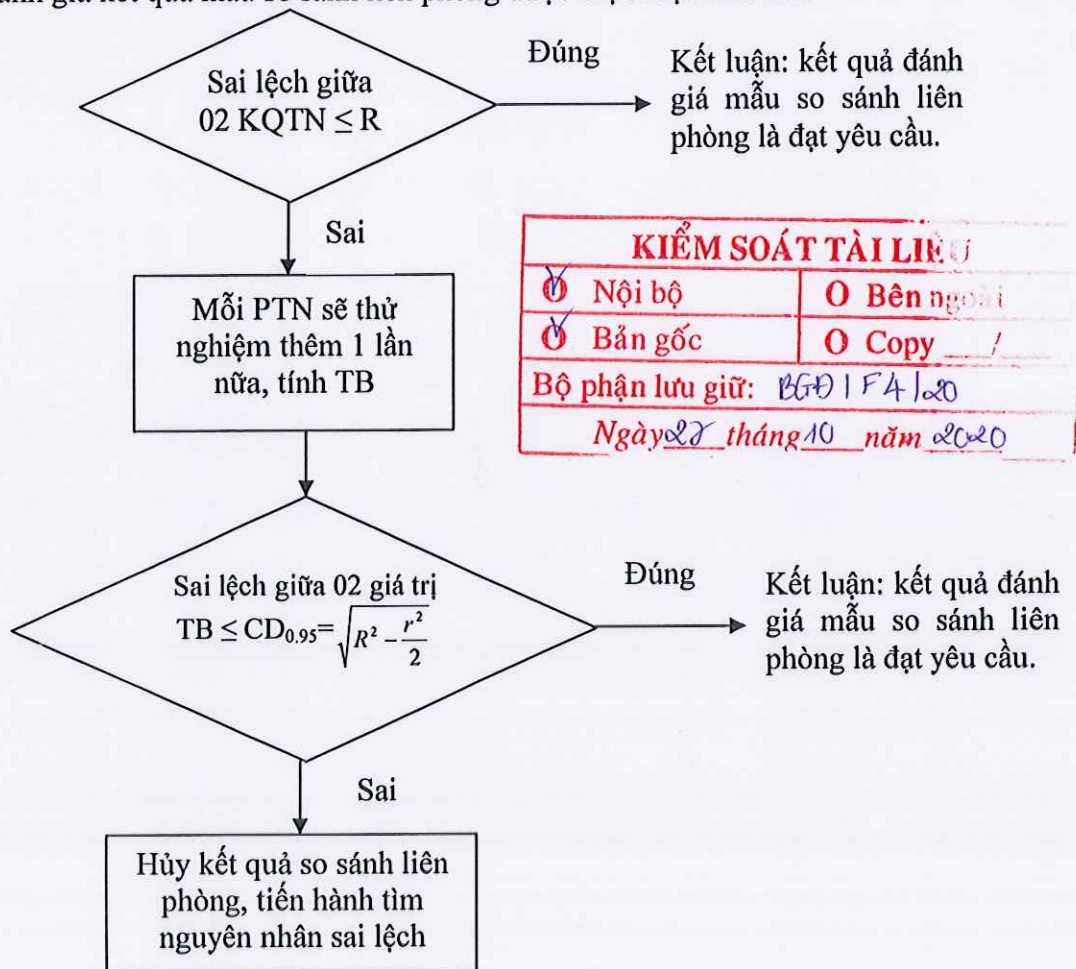 Sai lệch giữa
02 KQTN ≤ R
Đúng
Kết luận: kết quả đánh
giá mẫu so sánh liên
phòng là đạt yêu cầu.
Sai
Mỗi PTN sẽ thử
nghiệm thêm 1 lần
nữa, tính TB
KIỂM SOÁT TÀI LIỆU
O Nội bộ
O Bên ngoài
O Bản gốc
O Copy ___/
Bộ phận lưu giữ: BGĐ | F4/20
Ngày 27 tháng 10 năm 2020
Sai lệch giữa 02 giá trị
TB ≤ CD0.95= √(R² − r²/2)
Đúng
Kết luận: kết quả đánh
giá mẫu so sánh liên
phòng là đạt yêu cầu.
Sai
Hủy kết quả so sánh liên
phòng, tiến hành tìm
nguyên nhân sai lệch